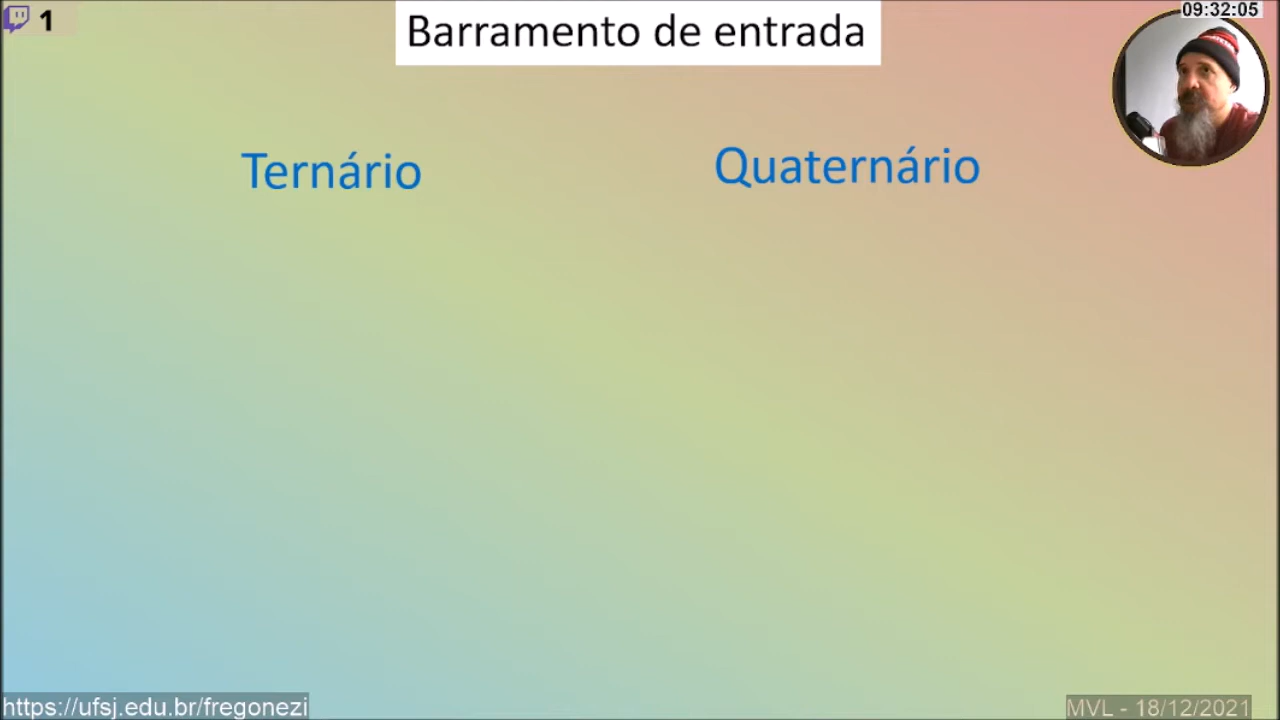 1
09:32:05
Barramento de entrada
Ternário
Quaternário
https://ufsj.edu.br/fregonezi
MVL - 18/12/2021